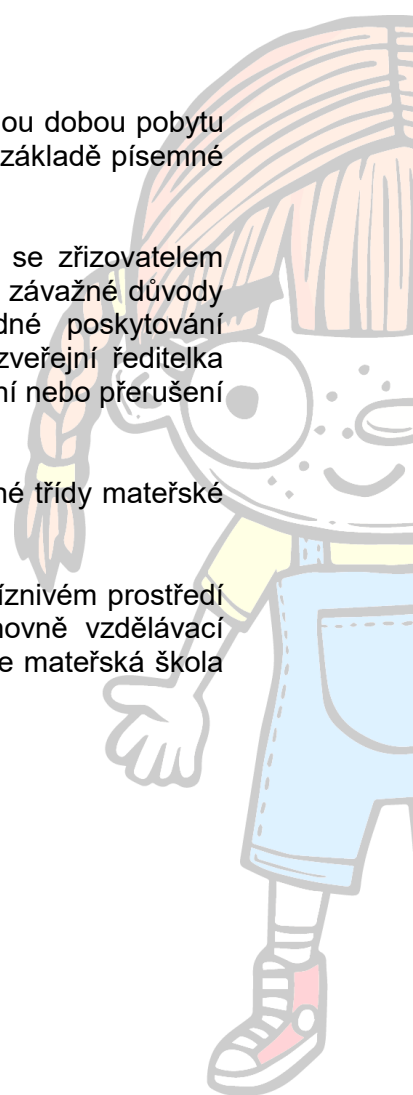 ou dobou pobytu
základě písemné
se zřizovatelem
závažné důvody
dné poskytování
zveřejní ředitelka
ní nebo přerušení
né třídy mateřské
íznivém prostředí
novně vzdělávací
e mateřská škola